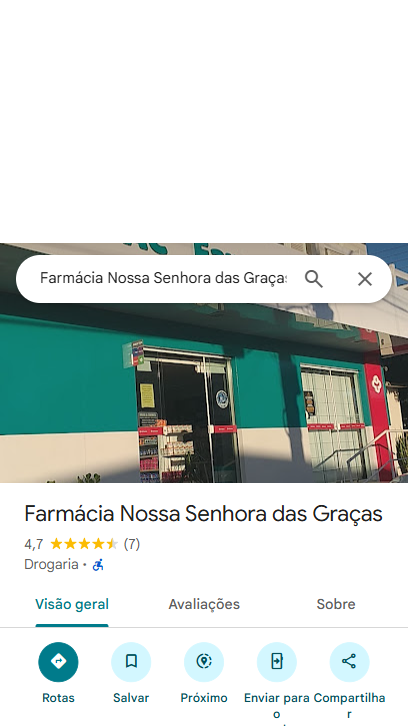 Farmácia Nossa Senhora das Graças
Farmácia Nossa Senhora das Graças
4,7 (7)
Drogaria ·
Visão geral Avaliações Sobre
Rotas Salvar Próximo Enviar para o Compartilhar